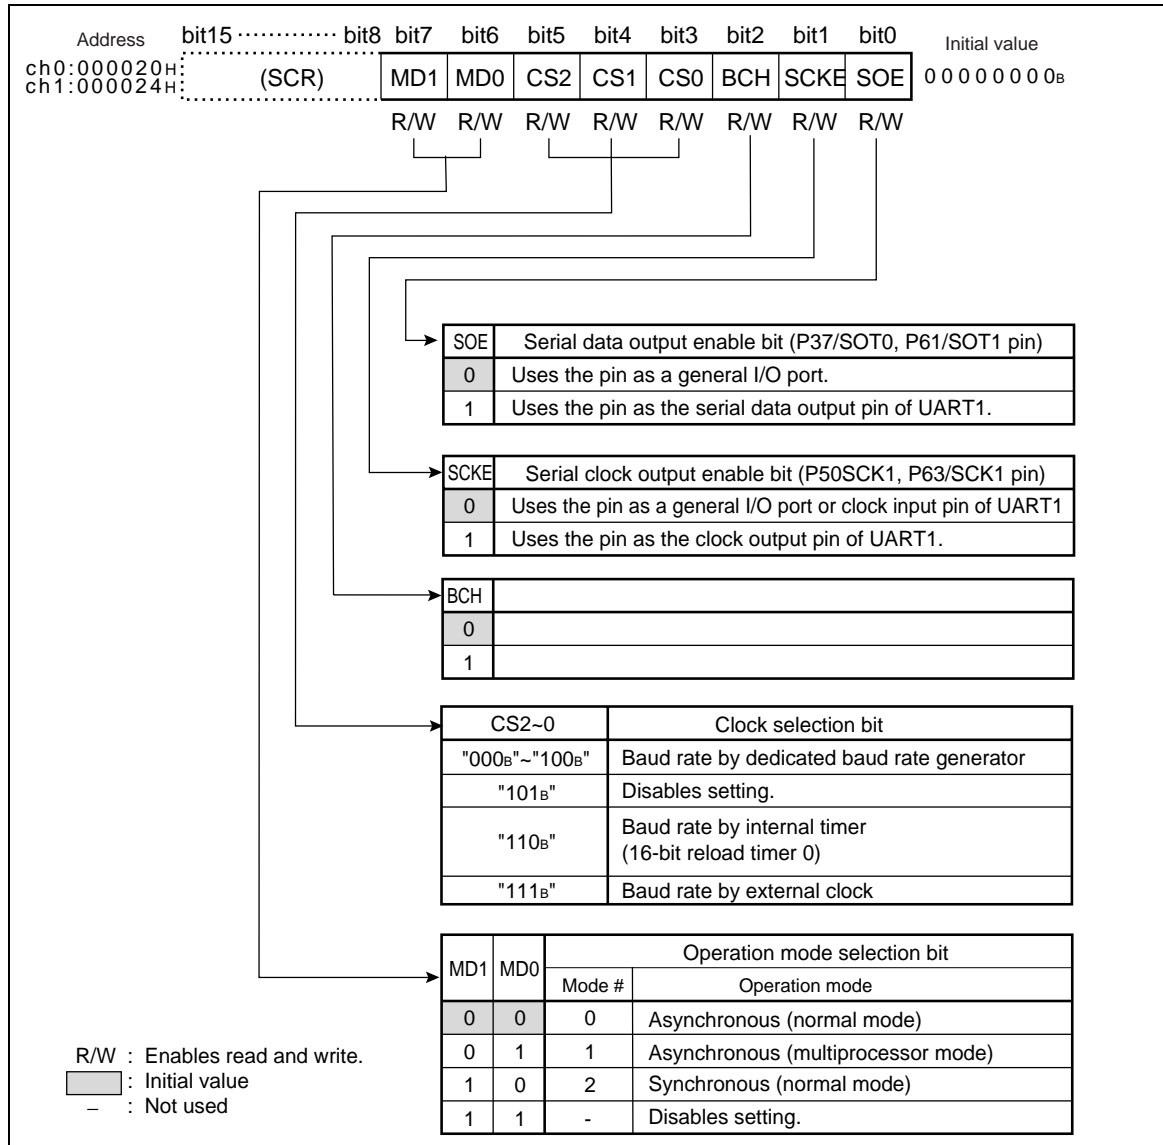 Address bit15 ············· bit8 bit7 bit6 bit5 bit4 bit3 bit2 bit1 bit0 Initial value
ch0:000020H (SCR) MD1 MD0 CS2 CS1 CS0 BCH SCKE SOE 00000000B
ch1:000024H
R/W R/W R/W R/W R/W R/W R/W R/W
SOE Serial data output enable bit (P37/SOT0, P61/SOT1 pin)
0 Uses the pin as a general I/O port.
1 Uses the pin as the serial data output pin of UART1.
SCKE Serial clock output enable bit (P50SCK1, P63/SCK1 pin)
0 Uses the pin as a general I/O port or clock input pin of UART1
1 Uses the pin as the clock output pin of UART1.
BCH
0
1
CS2~0 Clock selection bit
"000B"~"100B" Baud rate by dedicated baud rate generator
"101B" Disables setting.
"110B" Baud rate by internal timer
(16-bit reload timer 0)
"111B" Baud rate by external clock
MD1 MD0 Operation mode selection bit
Mode # Operation mode
0 0 0 Asynchronous (normal mode)
0 1 1 Asynchronous (multiprocessor mode)
1 0 2 Synchronous (normal mode)
1 1 - Disables setting.
R/W : Enables read and write.
: Initial value
– : Not used